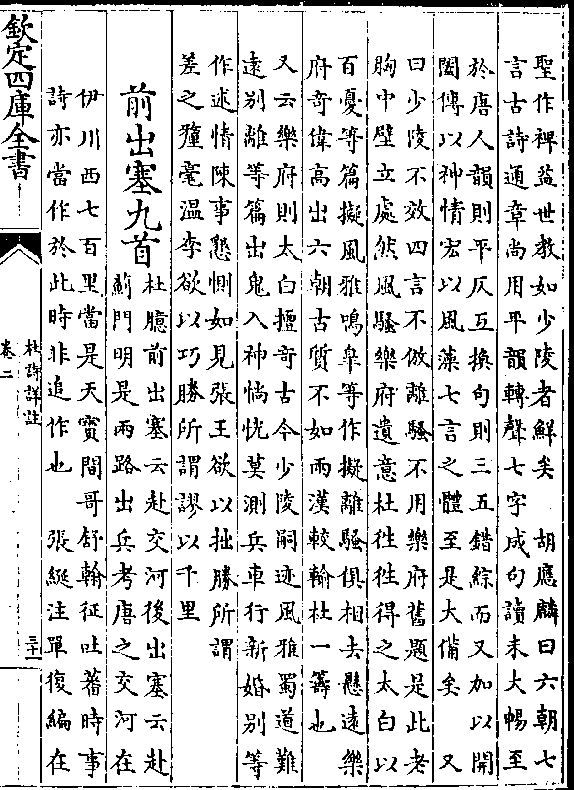 聖作裨益世教如少陵者鮮矣　胡應麟曰六朝七
言古詩通章尚用平韻轉聲七字成句讀未大暢至
於唐人韻則平仄互換句則三五錯綜而又加以開
闔傳以神情宏以風藻七言之體至是大備矣　又
曰少陵不效四言不倣離騷不用樂府舊題是此老
胸中壁立處然風騷樂府遺意杜往往得之太白以
百憂等篇擬風雅鳴皋等作擬離騷俱相去懸遠樂
府奇偉高出六朝古質不如兩漢較輸杜一籌也
又云樂府則太白擅奇古今少陵嗣迹風雅蜀道難
遠别離等篇出鬼入神惝恍莫測兵車行新婚别等
作述情陳事懇惻如見張王欲以拙勝所謂
差之釐毫温李欲以巧勝所謂謬以千里
前出塞九首
杜臆前出塞云赴交河後出塞云赴
薊門明是兩路出兵考唐之交河在
伊川西七百里當是天寳間哥舒翰征吐蕃時事
詩亦當作於此時非追作也　張綖注單復編在
欽定四庫全書
杜詩詳註
卷二
三十一